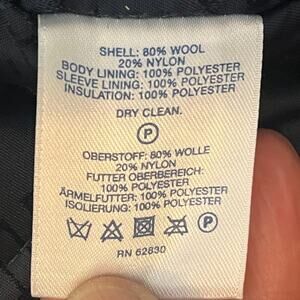 SHELL: 80% WOOL
20% NYLON
BODY LINING: 100% POLYESTER
SLEEVE LINING: 100% POLYESTER
INSULATION: 100% POLYESTER
DRY CLEAN.
P
OBERSTOFF: 80% WOLLE
20% NYLON
FUTTER OBERBEREICH:
100% POLYESTER
ÄRMELFUTTER: 100% POLYESTER
ISOLIERUNG: 100% POLYESTER
P
RN 62830